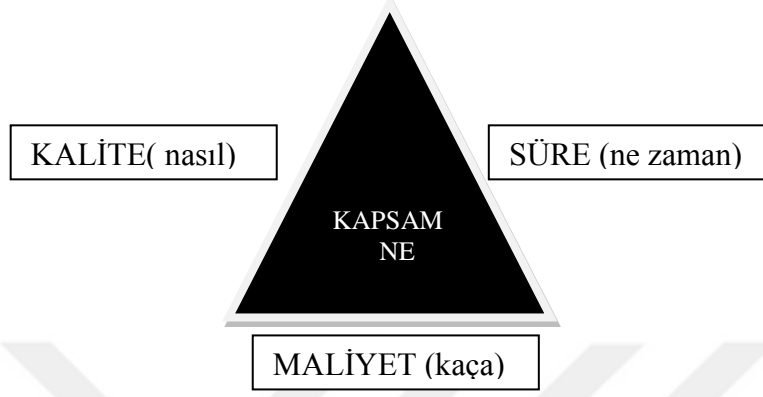 KALİTE( nasıl)
SÜRE (ne zaman)
KAPSAM
NE
MALİYET (kaça)